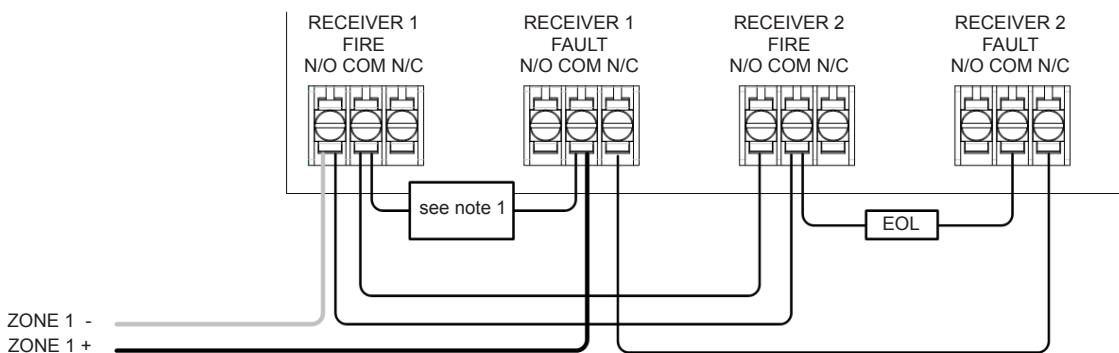 RECEIVER 1
FIRE
N/O COM N/C
RECEIVER 1
FAULT
N/O COM N/C
RECEIVER 2
FIRE
N/O COM N/C
RECEIVER 2
FAULT
N/O COM N/C
see note 1
EOL
ZONE 1 -
ZONE 1 +